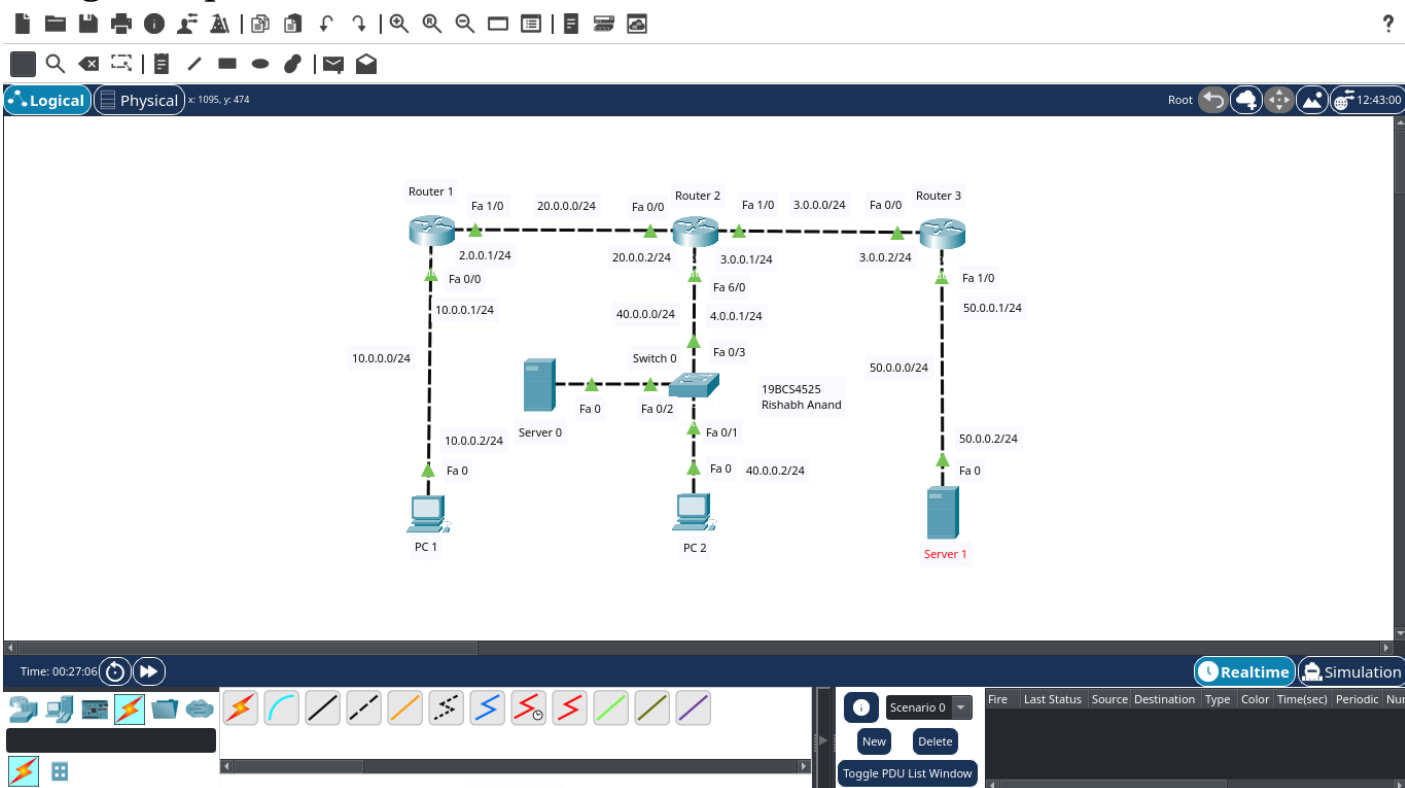 ?
Logical
Physical
x: 1095, y: 474
Root
12:43:00
Router 1
Fa 1/0
20.0.0.0/24
Fa 0/0
Router 2
Fa 1/0
3.0.0.0/24
Fa 0/0
Router 3
2.0.0.1/24
20.0.0.2/24
3.0.0.1/24
3.0.0.2/24
Fa 0/0
Fa 6/0
Fa 1/0
10.0.0.1/24
40.0.0.0/24
4.0.0.1/24
50.0.0.1/24
10.0.0.0/24
Switch 0
Fa 0/3
50.0.0.0/24
19BCS4525
Rishabh Anand
Fa 0
Fa 0/2
Server 0
Fa 0/1
10.0.0.2/24
50.0.0.2/24
Fa 0
Fa 0
40.0.0.2/24
Fa 0
PC 1
PC 2
Server 1
Time: 00:27:06
Realtime
Simulation
Scenario 0
New
Delete
Toggle PDU List Window
Fire Last Status Source Destination Type Color Time(sec) Periodic